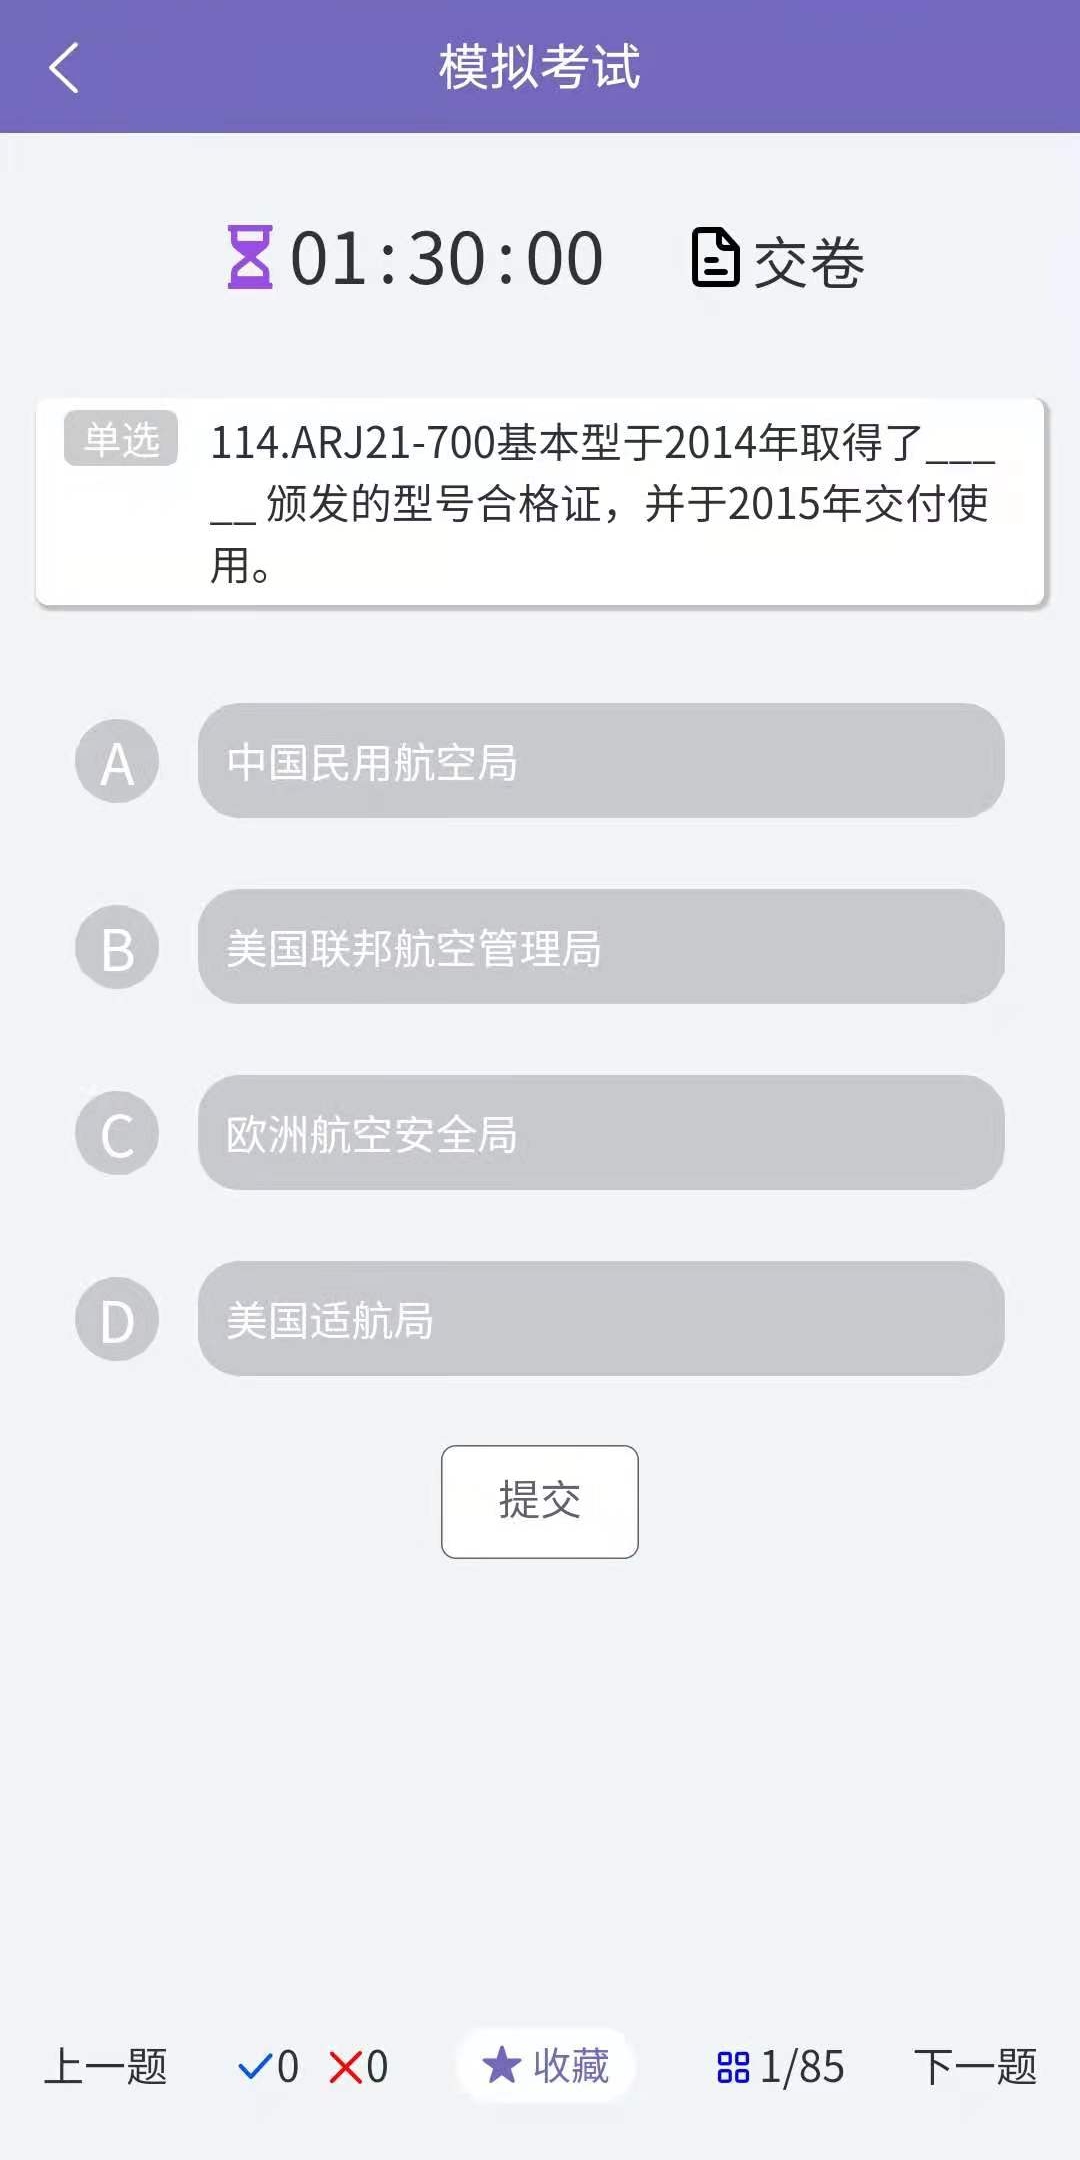 模拟考试
01:30:00 交卷
单选 114.ARJ21-700基本型于2014年取得了___
__ 颁发的型号合格证，并于2015年交付使
用。
A 中国民用航空局
B 美国联邦航空管理局
C 欧洲航空安全局
D 美国适航局
提交
上一题 0 0 收藏 1/85 下一题